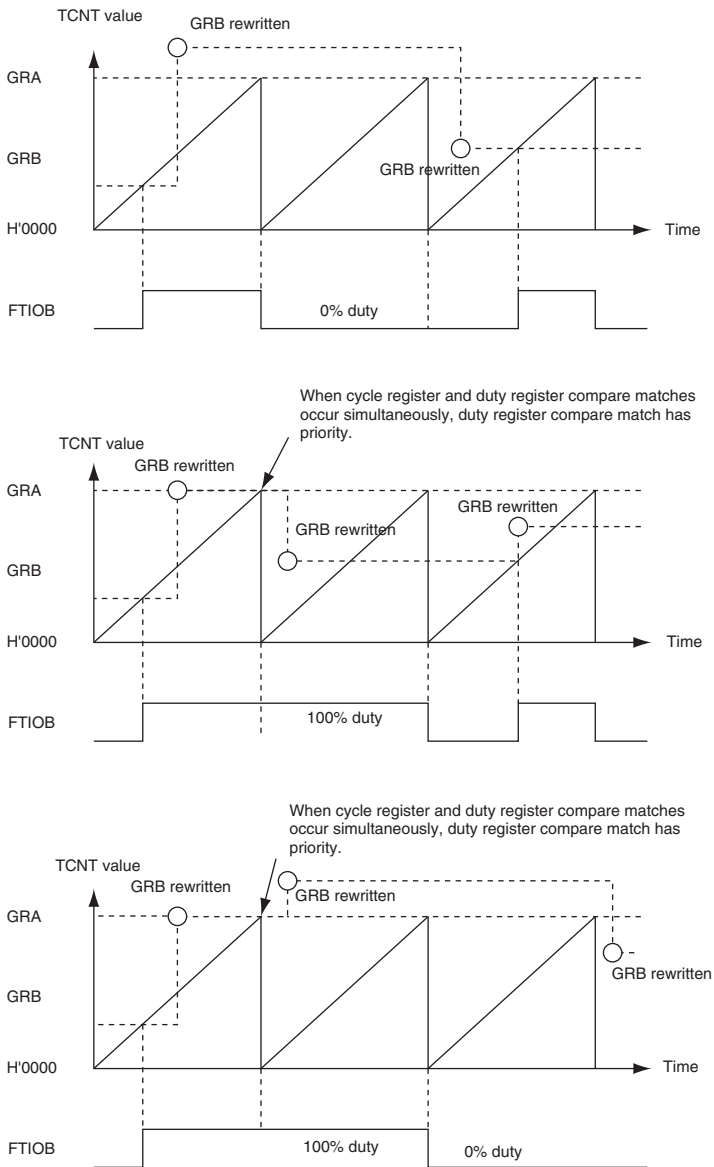 TCNT value
GRB rewritten
GRA
GRB
GRB rewritten
H'0000
Time
FTIOB
0% duty
When cycle register and duty register compare matches
occur simultaneously, duty register compare match has
priority.
TCNT value
GRB rewritten
GRA
GRB rewritten
GRB rewritten
GRB
H'0000
Time
FTIOB
100% duty
When cycle register and duty register compare matches
occur simultaneously, duty register compare match has
priority.
TCNT value
GRB rewritten
GRB rewritten
GRA
GRB rewritten
GRB
H'0000
Time
FTIOB
100% duty
0% duty